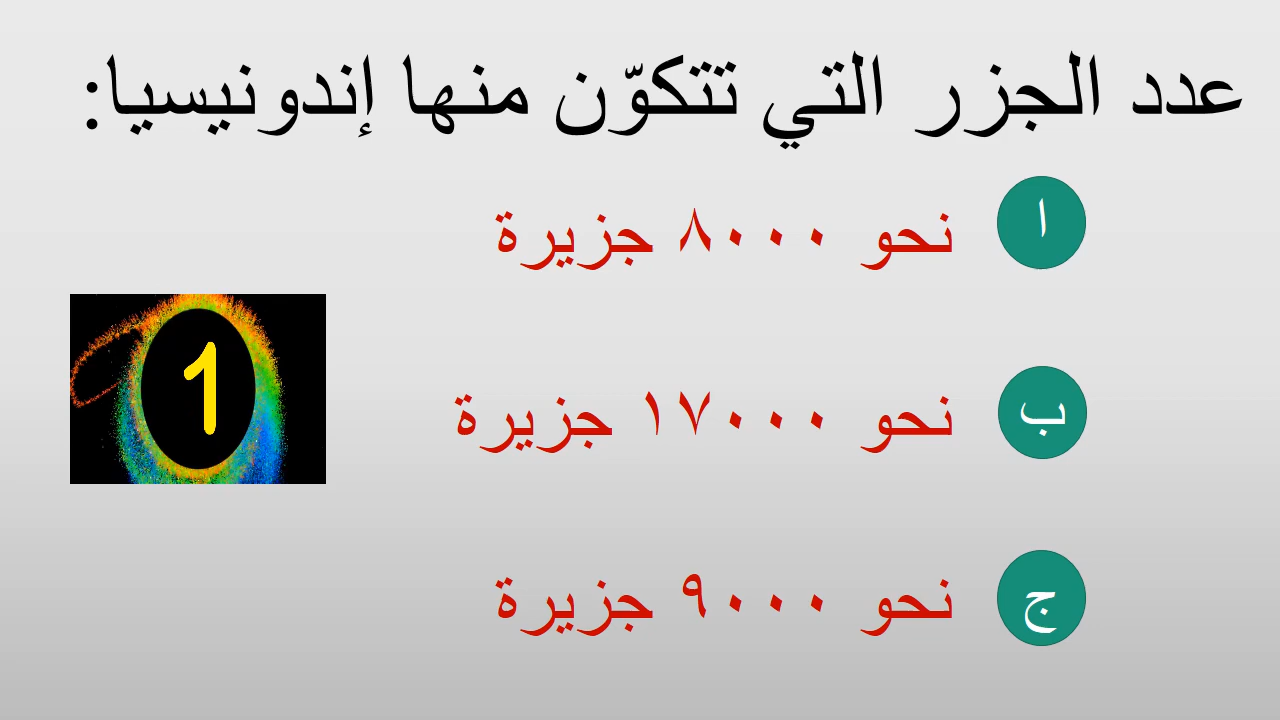 عدد الجزر التي تتكوّن منها إندونيسيا:
ا
نحو ٨٠٠٠ جزيرة
1
ب
نحو ١٧٠٠٠ جزيرة
ج
نحو ٩٠٠٠ جزيرة